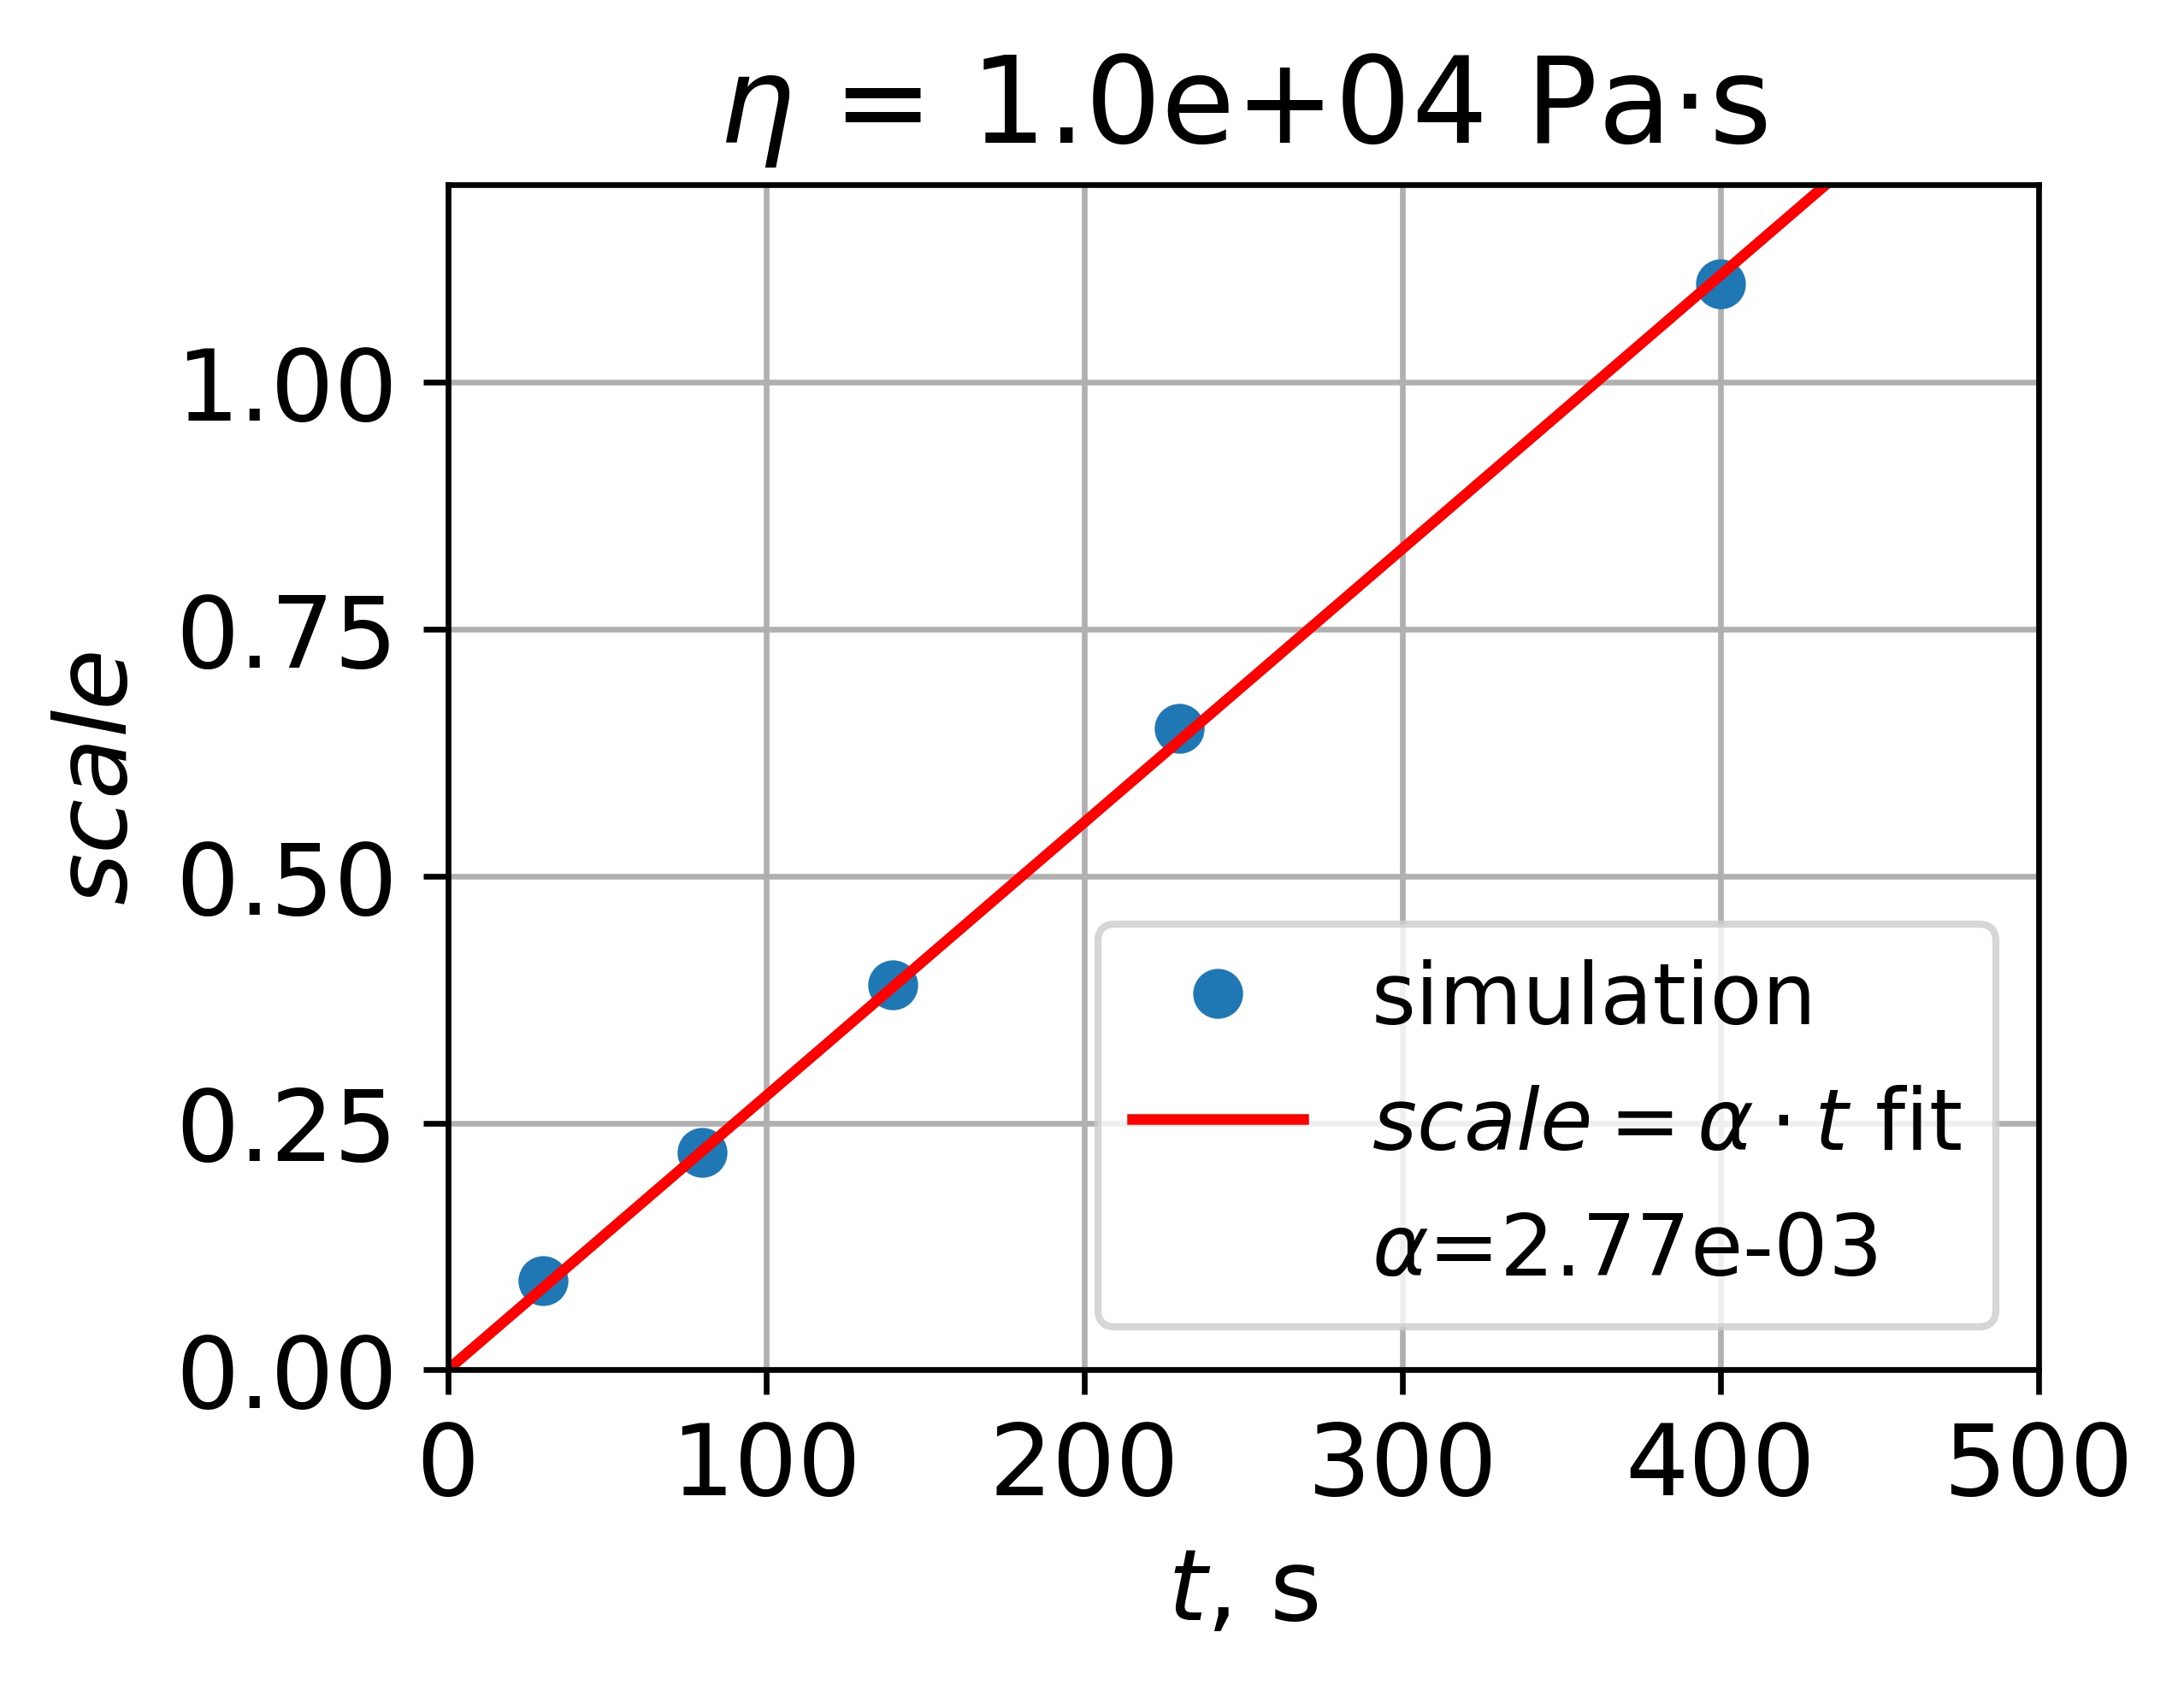 η = 1.0e+04 Pa·s
scale
1.00
0.75
0.50
0.25
0.00
0 100 200 300 400 500
t, s
simulation
scale = α · t fit
α=2.77e-03